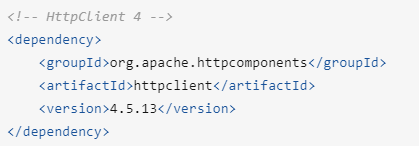 <!-- HttpClient 4 -->
<dependency>
    <groupId>org.apache.httpcomponents</groupId>
    <artifactId>httpclient</artifactId>
    <version>4.5.13</version>
</dependency>